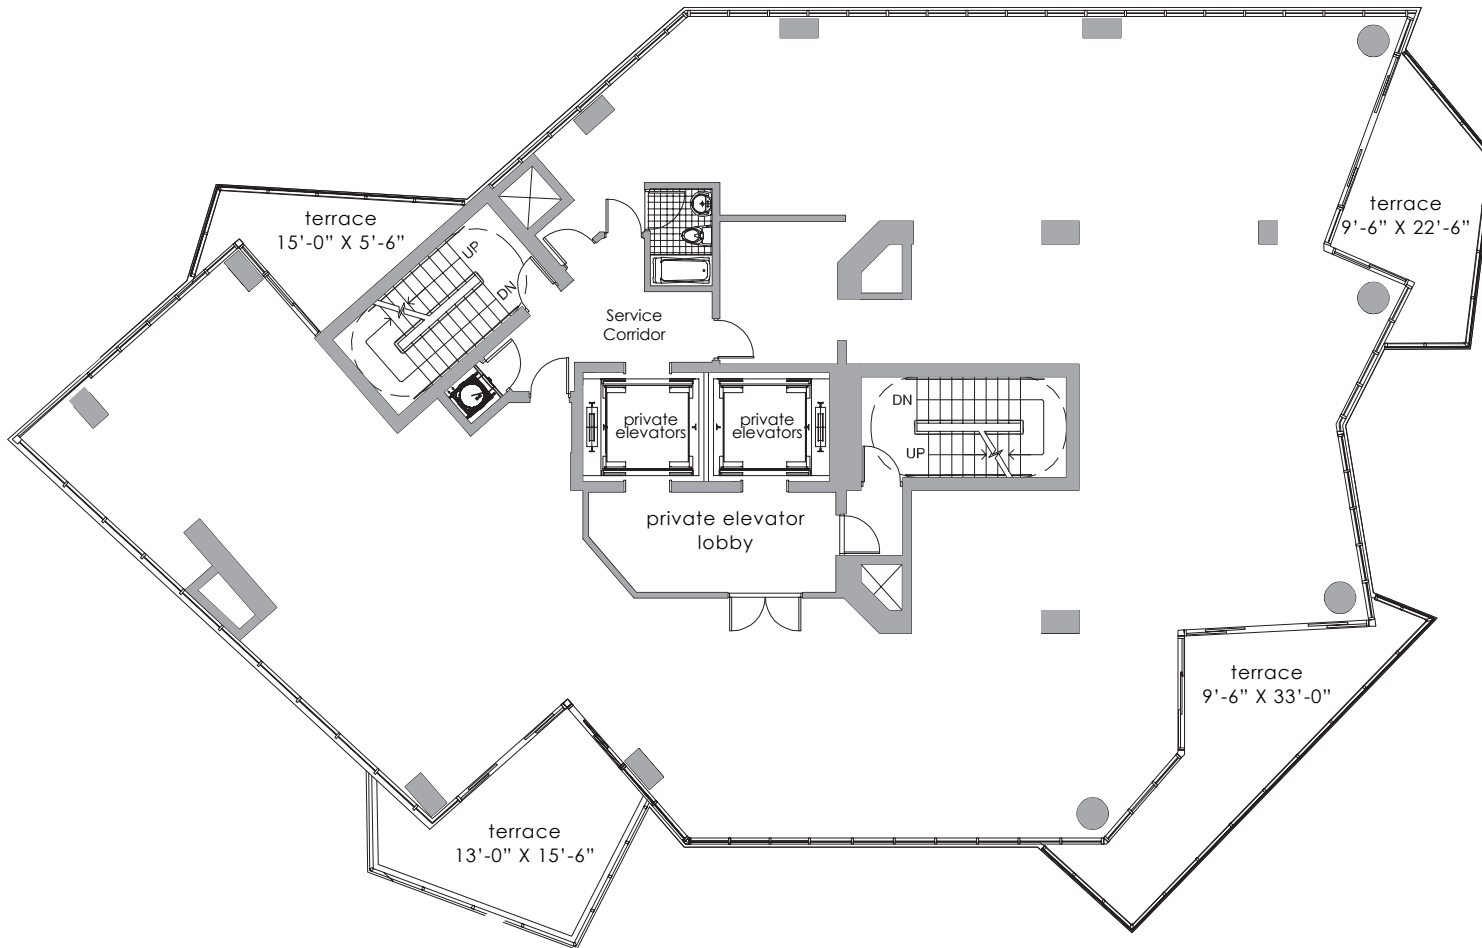 terrace
15’-0” X 5’-6”
terrace
9’-6” X 22’-6”
UP
DN
Service
Corridor
private
elevators
private
elevators
DN
UP
private elevator
lobby
terrace
9’-6” X 33’-0”
terrace
13’-0” X 15’-6”